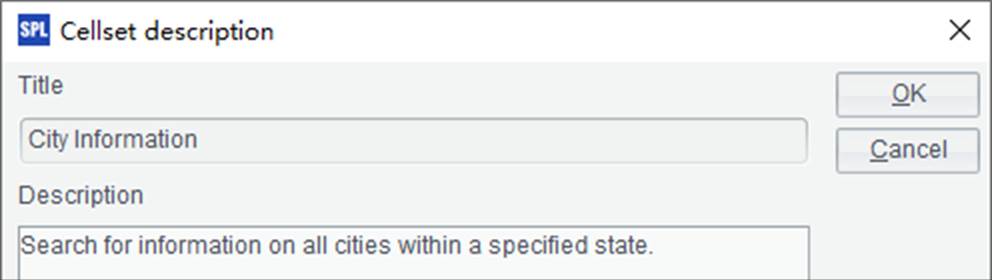 SPL Cellset description
Title
OK
City Information
Cancel
Description
Search for information on all cities within a specified state.